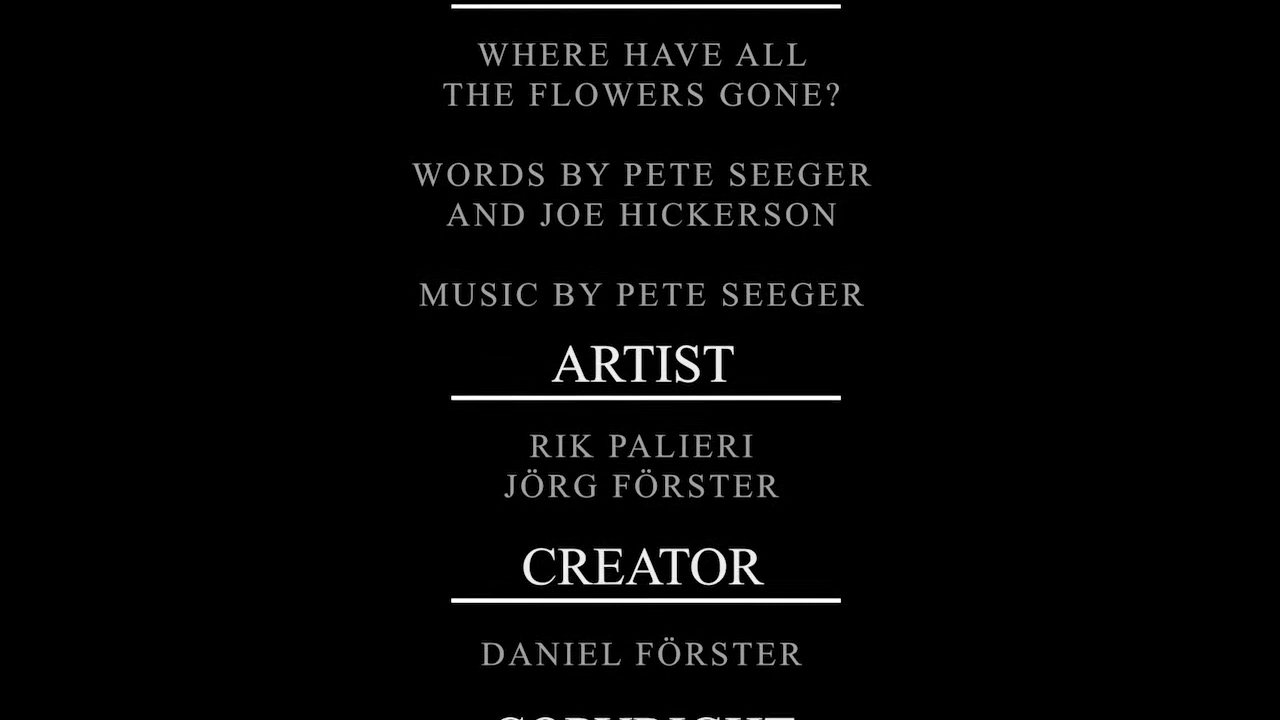 WHERE HAVE ALL
THE FLOWERS GONE?
WORDS BY PETE SEEGER
AND JOE HICKERSON
MUSIC BY PETE SEEGER
ARTIST
RIK PALIERI
JÖRG FÖRSTER
CREATOR
DANIEL FÖRSTER